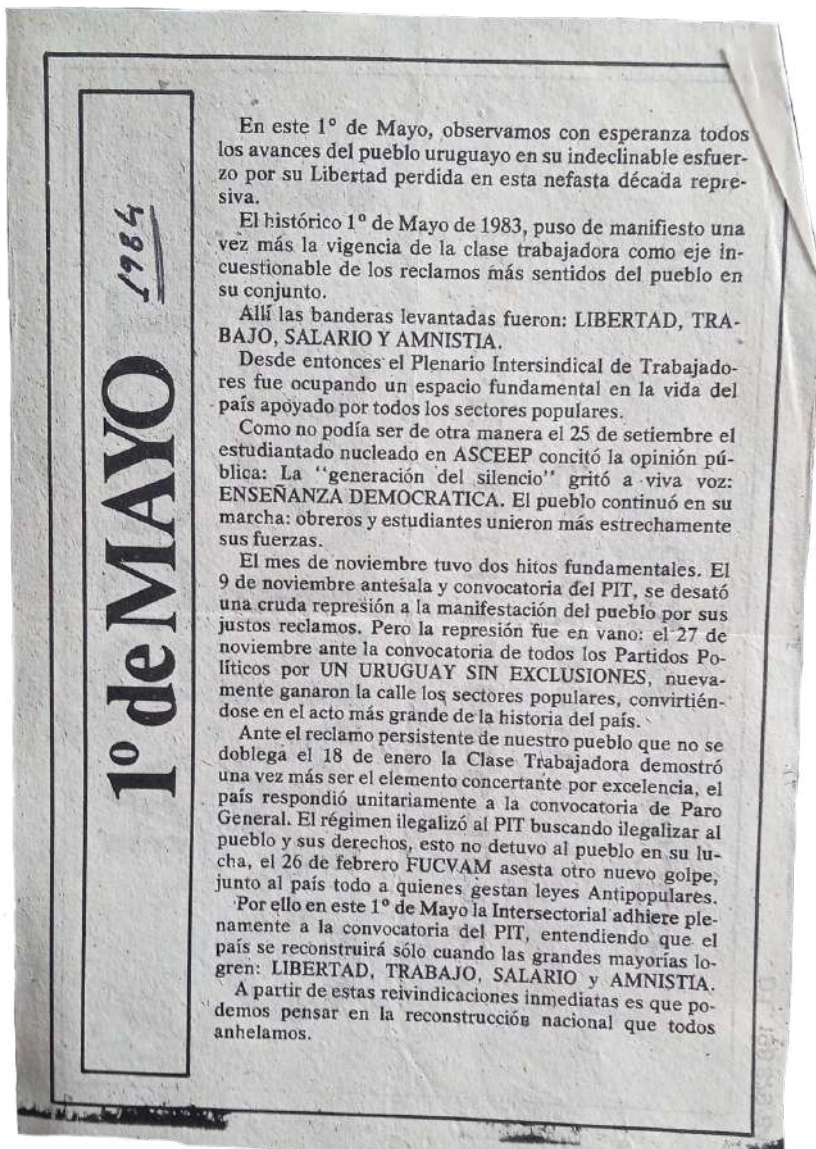 1º de MAYO
1984
En este 1º de Mayo, observamos con esperanza todos
los avances del pueblo uruguayo en su indeclinable esfuer-
zo por su Libertad perdida en esta nefasta década repre-
siva.
El histórico 1º de Mayo de 1983, puso de manifiesto una
vez más la vigencia de la clase trabajadora como eje in-
cuestionable de los reclamos más sentidos del pueblo en
su conjunto.
Allí las banderas levantadas fueron: LIBERTAD, TRA-
BAJO, SALARIO Y AMNISTIA.
Desde entonces el Plenario Intersindical de Trabajado-
res fue ocupando un espacio fundamental en la vida del
país apoyado por todos los sectores populares.
Como no podía ser de otra manera el 25 de setiembre el
estudiantado nucleado en ASCEEP concitó la opinión pú-
blica: La "generación del silencio" gritó a viva voz:
ENSEÑANZA DEMOCRATICA. El pueblo continuó en su
marcha: obreros y estudiantes unieron más estrechamente
sus fuerzas.
El mes de noviembre tuvo dos hitos fundamentales. El
9 de noviembre antesala y convocatoria del PIT, se desató
una cruda represión a la manifestación del pueblo por sus
justos reclamos. Pero la represión fue en vano: el 27 de
noviembre ante la convocatoria de todos los Partidos Po-
líticos por UN URUGUAY SIN EXCLUSIONES, nueva-
mente ganaron la calle los sectores populares, convirtién-
dose en el acto más grande de la historia del país.
Ante el reclamo persistente de nuestro pueblo que no se
doblega el 18 de enero la Clase Trabajadora demostró
una vez más ser el elemento concertante por excelencia, el
país respondió unitariamente a la convocatoria de Paro
General. El régimen ilegalizó al PIT buscando ilegalizar al
pueblo y sus derechos, esto no detuvo al pueblo en su lu-
cha, el 26 de febrero FUCVAM asesta otro nuevo golpe,
junto al país todo a quienes gestan leyes Antipopulares.
Por ello en este 1º de Mayo la Intersectorial adhiere ple-
namente a la convocatoria del PIT, entendiendo que el
país se reconstruirá sólo cuando las grandes mayorías lo-
gren: LIBERTAD, TRABAJO, SALARIO y AMNISTIA.
A partir de estas reivindicaciones inmediatas es que po-
demos pensar en la reconstrucción nacional que todos
anhelamos.